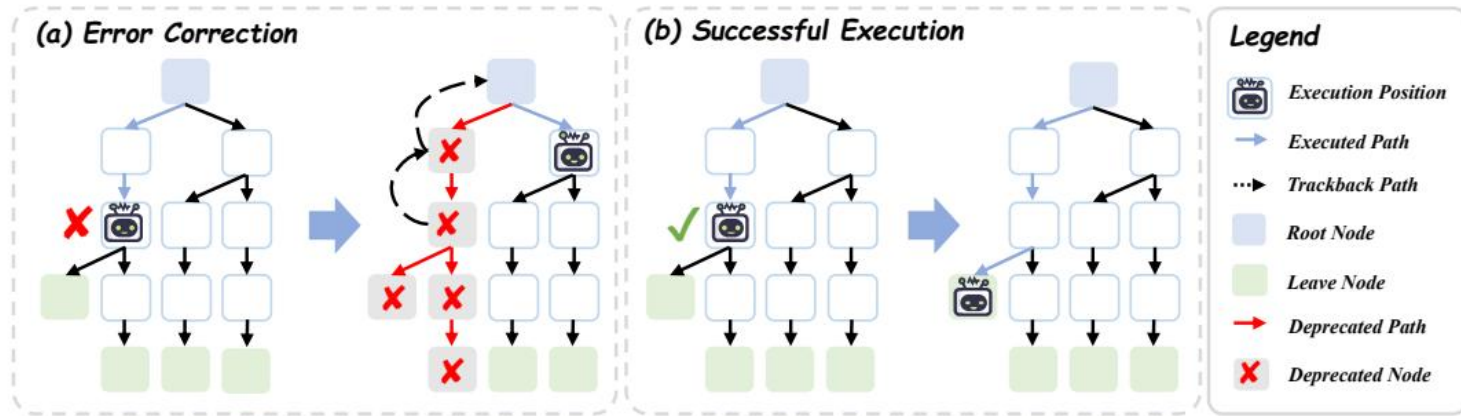 (a) Error Correction
(b) Successful Execution
Legend
Execution Position
Executed Path
Trackback Path
Root Node
Leave Node
Deprecated Path
Deprecated Node